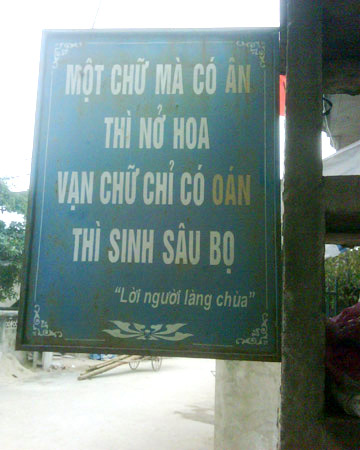 MỘT CHỮ MÀ CÓ ÂN
THÌ NỞ HOA
VẠN CHỮ CHỈ CÓ OÁN
THÌ SINH SÂU BỌ
"Lời người làng chùa"